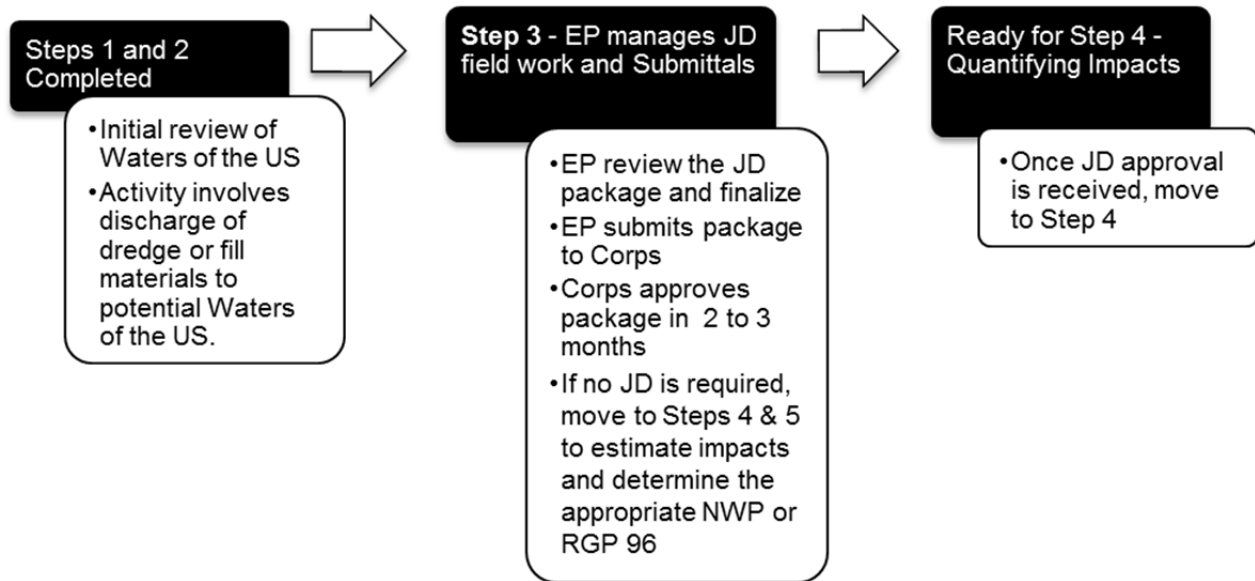 Steps 1 and 2
Completed
•Initial review of
Waters of the US
•Activity involves
discharge of
dredge or fill
materials to
potential Waters
of the US.
Step 3 - EP manages JD
field work and Submittals
•EP review the JD
package and finalize
•EP submits package
to Corps
•Corps approves
package in 2 to 3
months
•If no JD is required,
move to Steps 4 & 5
to estimate impacts
and determine the
appropriate NWP or
RGP 96
Ready for Step 4 -
Quantifying Impacts
•Once JD approval
is received, move
to Step 4